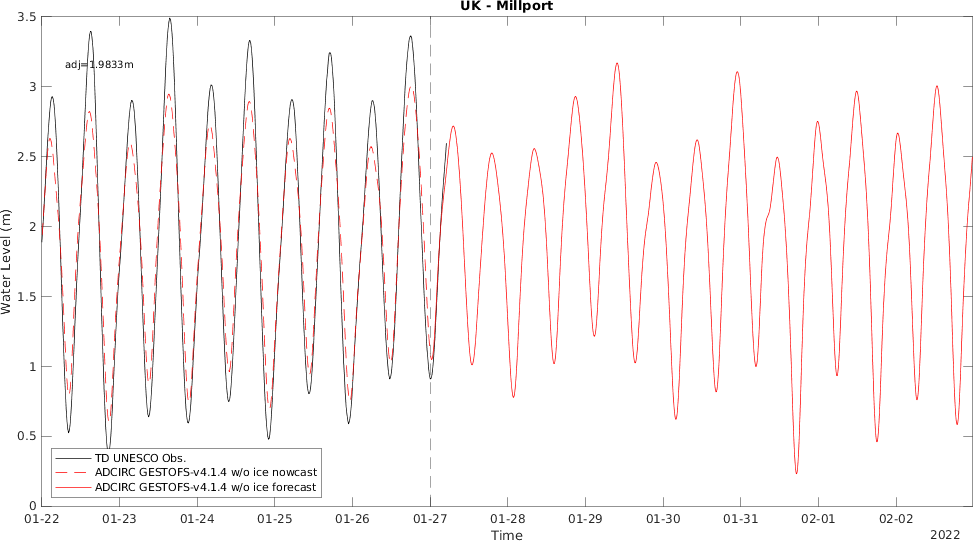 UK - Millport
3.5
3
2.5
2
1.5
1
0.5
0
Water Level (m)
adj=1.9833m
TD UNESCO Obs.
ADCIRC GESTOFS-v4.1.4 w/o ice nowcast
ADCIRC GESTOFS-v4.1.4 w/o ice forecast
01-22 01-23 01-24 01-25 01-26 01-27 01-28 01-29 01-30 01-31 02-01 02-02
Time
2022